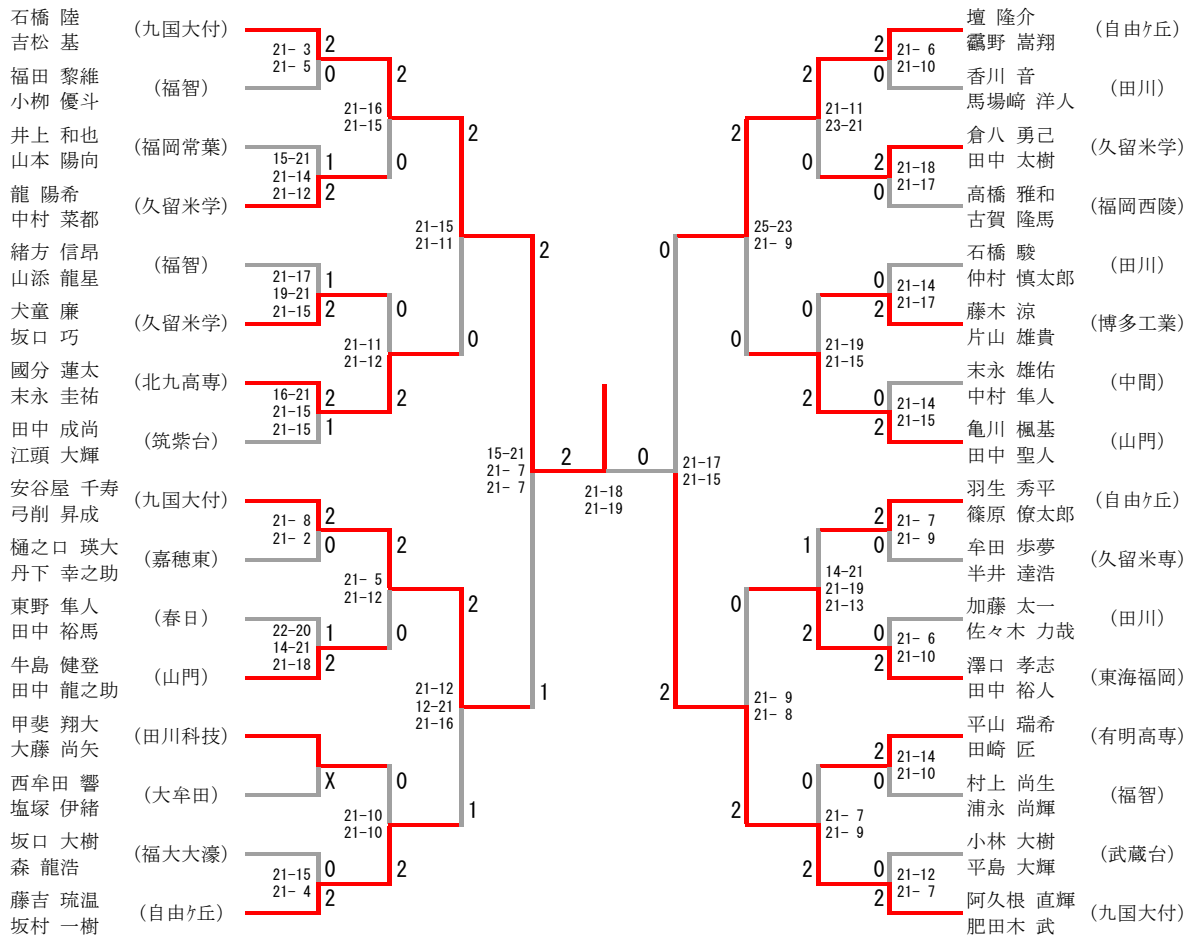 石橋 陸
吉松 基
(九国大付)
福田 黎維
小栁 優斗
(福智)
井上 和也
山本 陽向
(福岡常葉)
龍 陽希
中村 菜都
(久留米学)
緒方 信昂
山添 龍星
(福智)
犬童 廉
坂口 巧
(久留米学)
國分 蓮太
末永 圭祐
(北九高専)
田中 成尚
江頭 大輝
(筑紫台)
安谷屋 千寿
弓削 昇成
(九国大付)
樋之口 瑛大
丹下 幸之助
(嘉穂東)
東野 隼人
田中 裕馬
(春日)
牛島 健登
田中 龍之助
(山門)
甲斐 翔大
大藤 尚矢
(田川科技)
西牟田 響
塩塚 伊緒
(大牟田)
坂口 大樹
森 龍浩
(福大大濠)
藤吉 琉温
坂村 一樹
(自由ケ丘)
21- 3
21- 5
2
0
15-21
21-14
21-12
1
2
21-17
19-21
21-15
1
2
16-21
21-15
21-15
2
1
21- 8
21- 2
2
0
22-20
14-21
21-18
1
2
X
21-15
21- 4
0
2
21-16
21-15
2
0
21-11
21-12
0
2
21- 5
21-12
2
0
21-10
21-10
0
2
21-15
21-11
2
0
21-12
12-21
21-16
2
1
15-21
21- 7
21- 7
2
1
2
0
21-18
21-19
21-17
21-15
0
2
25-23
21- 9
2
0
21- 9
21- 8
0
2
21-11
23-21
2
0
21-19
21-15
0
2
14-21
21-19
21-13
1
2
21- 7
21- 9
0
2
2
0
21- 6
21-10
2
0
21-18
21-17
0
2
21-14
21-17
0
2
21-14
21-15
2
0
21- 7
21- 9
0
2
21- 6
21-10
2
0
21-14
21-10
0
2
21-12
21- 7
壇 隆介
靏野 嵩翔
(自由ケ丘)
香川 音
馬場﨑 洋人
(田川)
倉八 勇己
田中 太樹
(久留米学)
高橋 雅和
古賀 隆馬
(福岡西陵)
石橋 駿
仲村 慎太郎
(田川)
藤木 涼
片山 雄貴
(博多工業)
末永 雄佑
中村 隼人
(中間)
亀川 楓基
田中 聖人
(山門)
羽生 秀平
篠原 僚太郎
(自由ケ丘)
牟田 歩夢
半井 達浩
(久留米専)
加藤 太一
佐々木 力哉
(田川)
澤口 孝志
田中 裕人
(東海福岡)
平山 瑞希
田崎 匠
(有明高専)
村上 尚生
浦永 尚輝
(福智)
小林 大樹
平島 大輝
(武蔵台)
阿久根 直輝
肥田木 武
(九国大付)